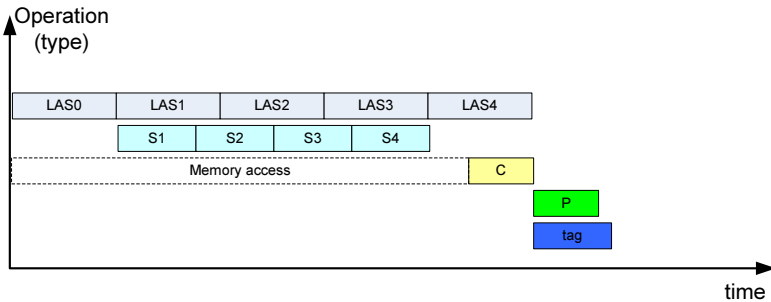 Operation
(type)
LAS0 LAS1 LAS2 LAS3 LAS4
S1 S2 S3 S4
Memory access C
P
tag
time